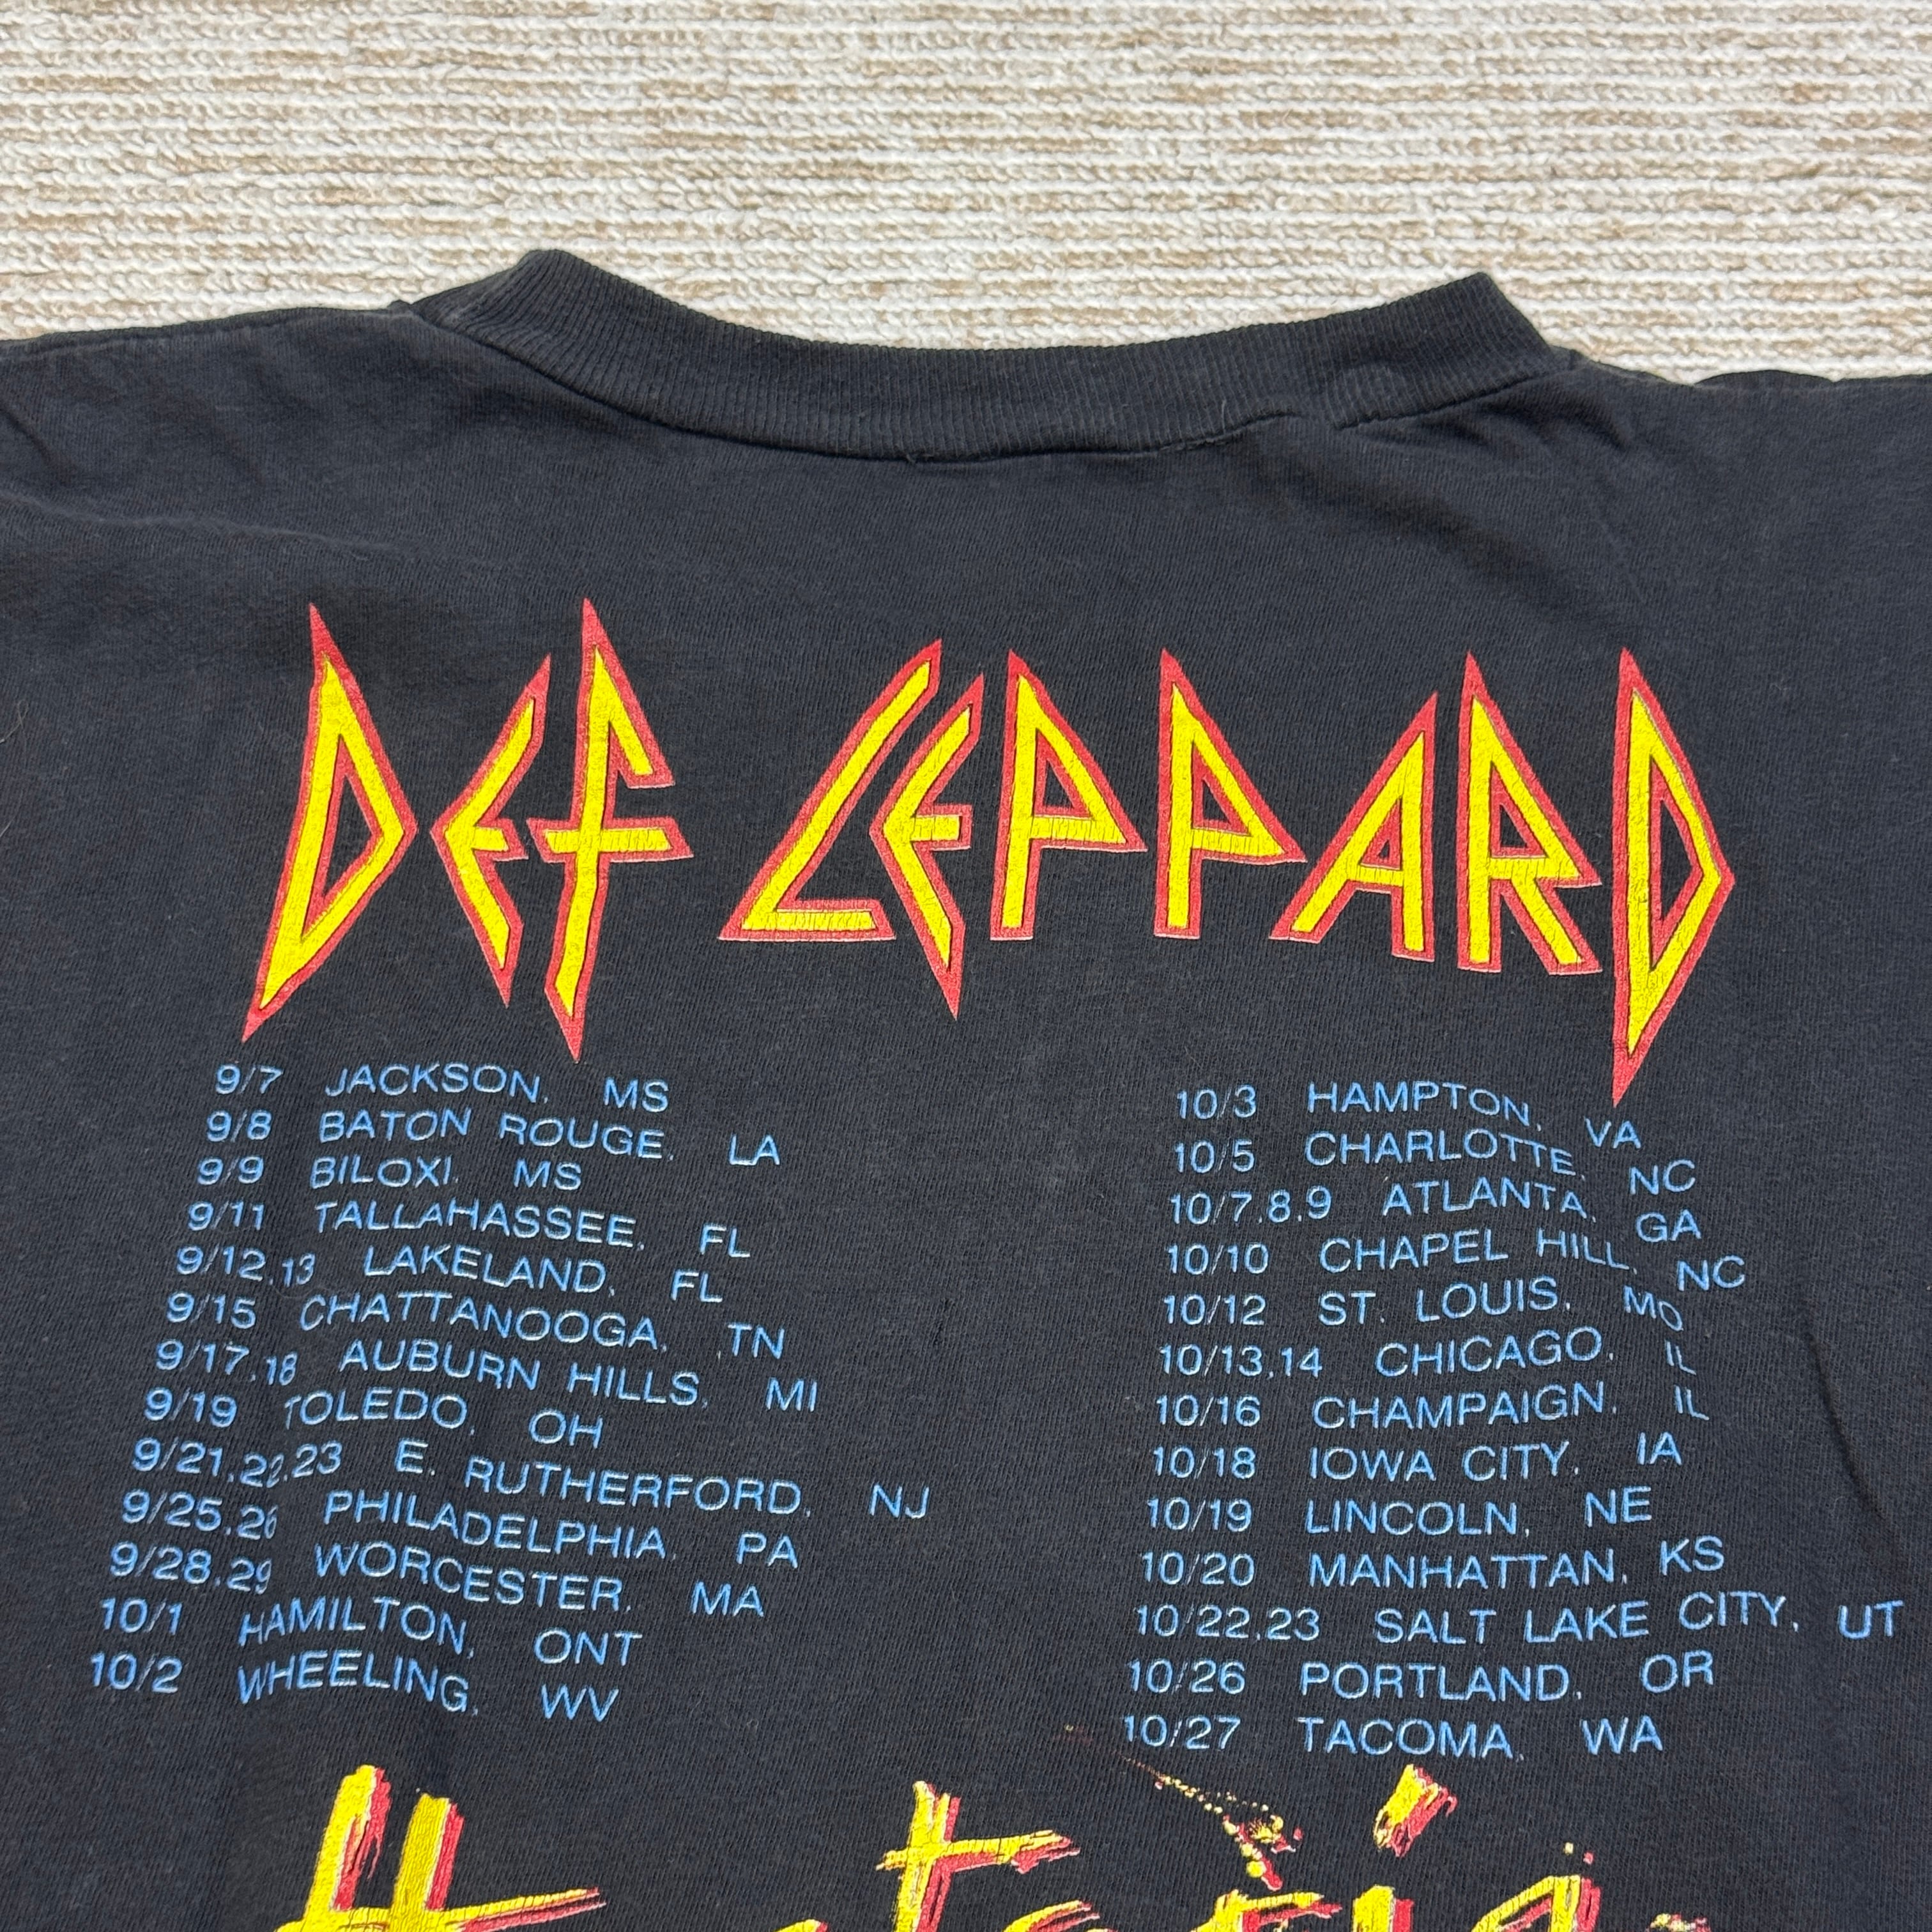 DEF LEPPARD
9/7 JACKSON, MS
9/8 BATON ROUGE, LA
9/9 BILOXI, MS
9/11 TALLAHASSEE, FL
9/12,13 LAKELAND, FL
9/15 CHATTANOOGA, TN
9/17,18 AUBURN HILLS, MI
9/19 TOLEDO, OH
9/21,22,23 E. RUTHERFORD, NJ
9/25,26 PHILADELPHIA, PA
9/28,29 WORCESTER, MA
10/1 HAMILTON, ONT
10/2 WHEELING, WV
10/3 HAMPTON, VA
10/5 CHARLOTTE, NC
10/7,8,9 ATLANTA, GA
10/10 CHAPEL HILL, NC
10/12 ST. LOUIS, MO
10/13,14 CHICAGO, IL
10/16 CHAMPAIGN, IL
10/18 IOWA CITY, IA
10/19 LINCOLN, NE
10/20 MANHATTAN, KS
10/22,23 SALT LAKE CITY, UT
10/26 PORTLAND, OR
10/27 TACOMA, WA
Hysteria